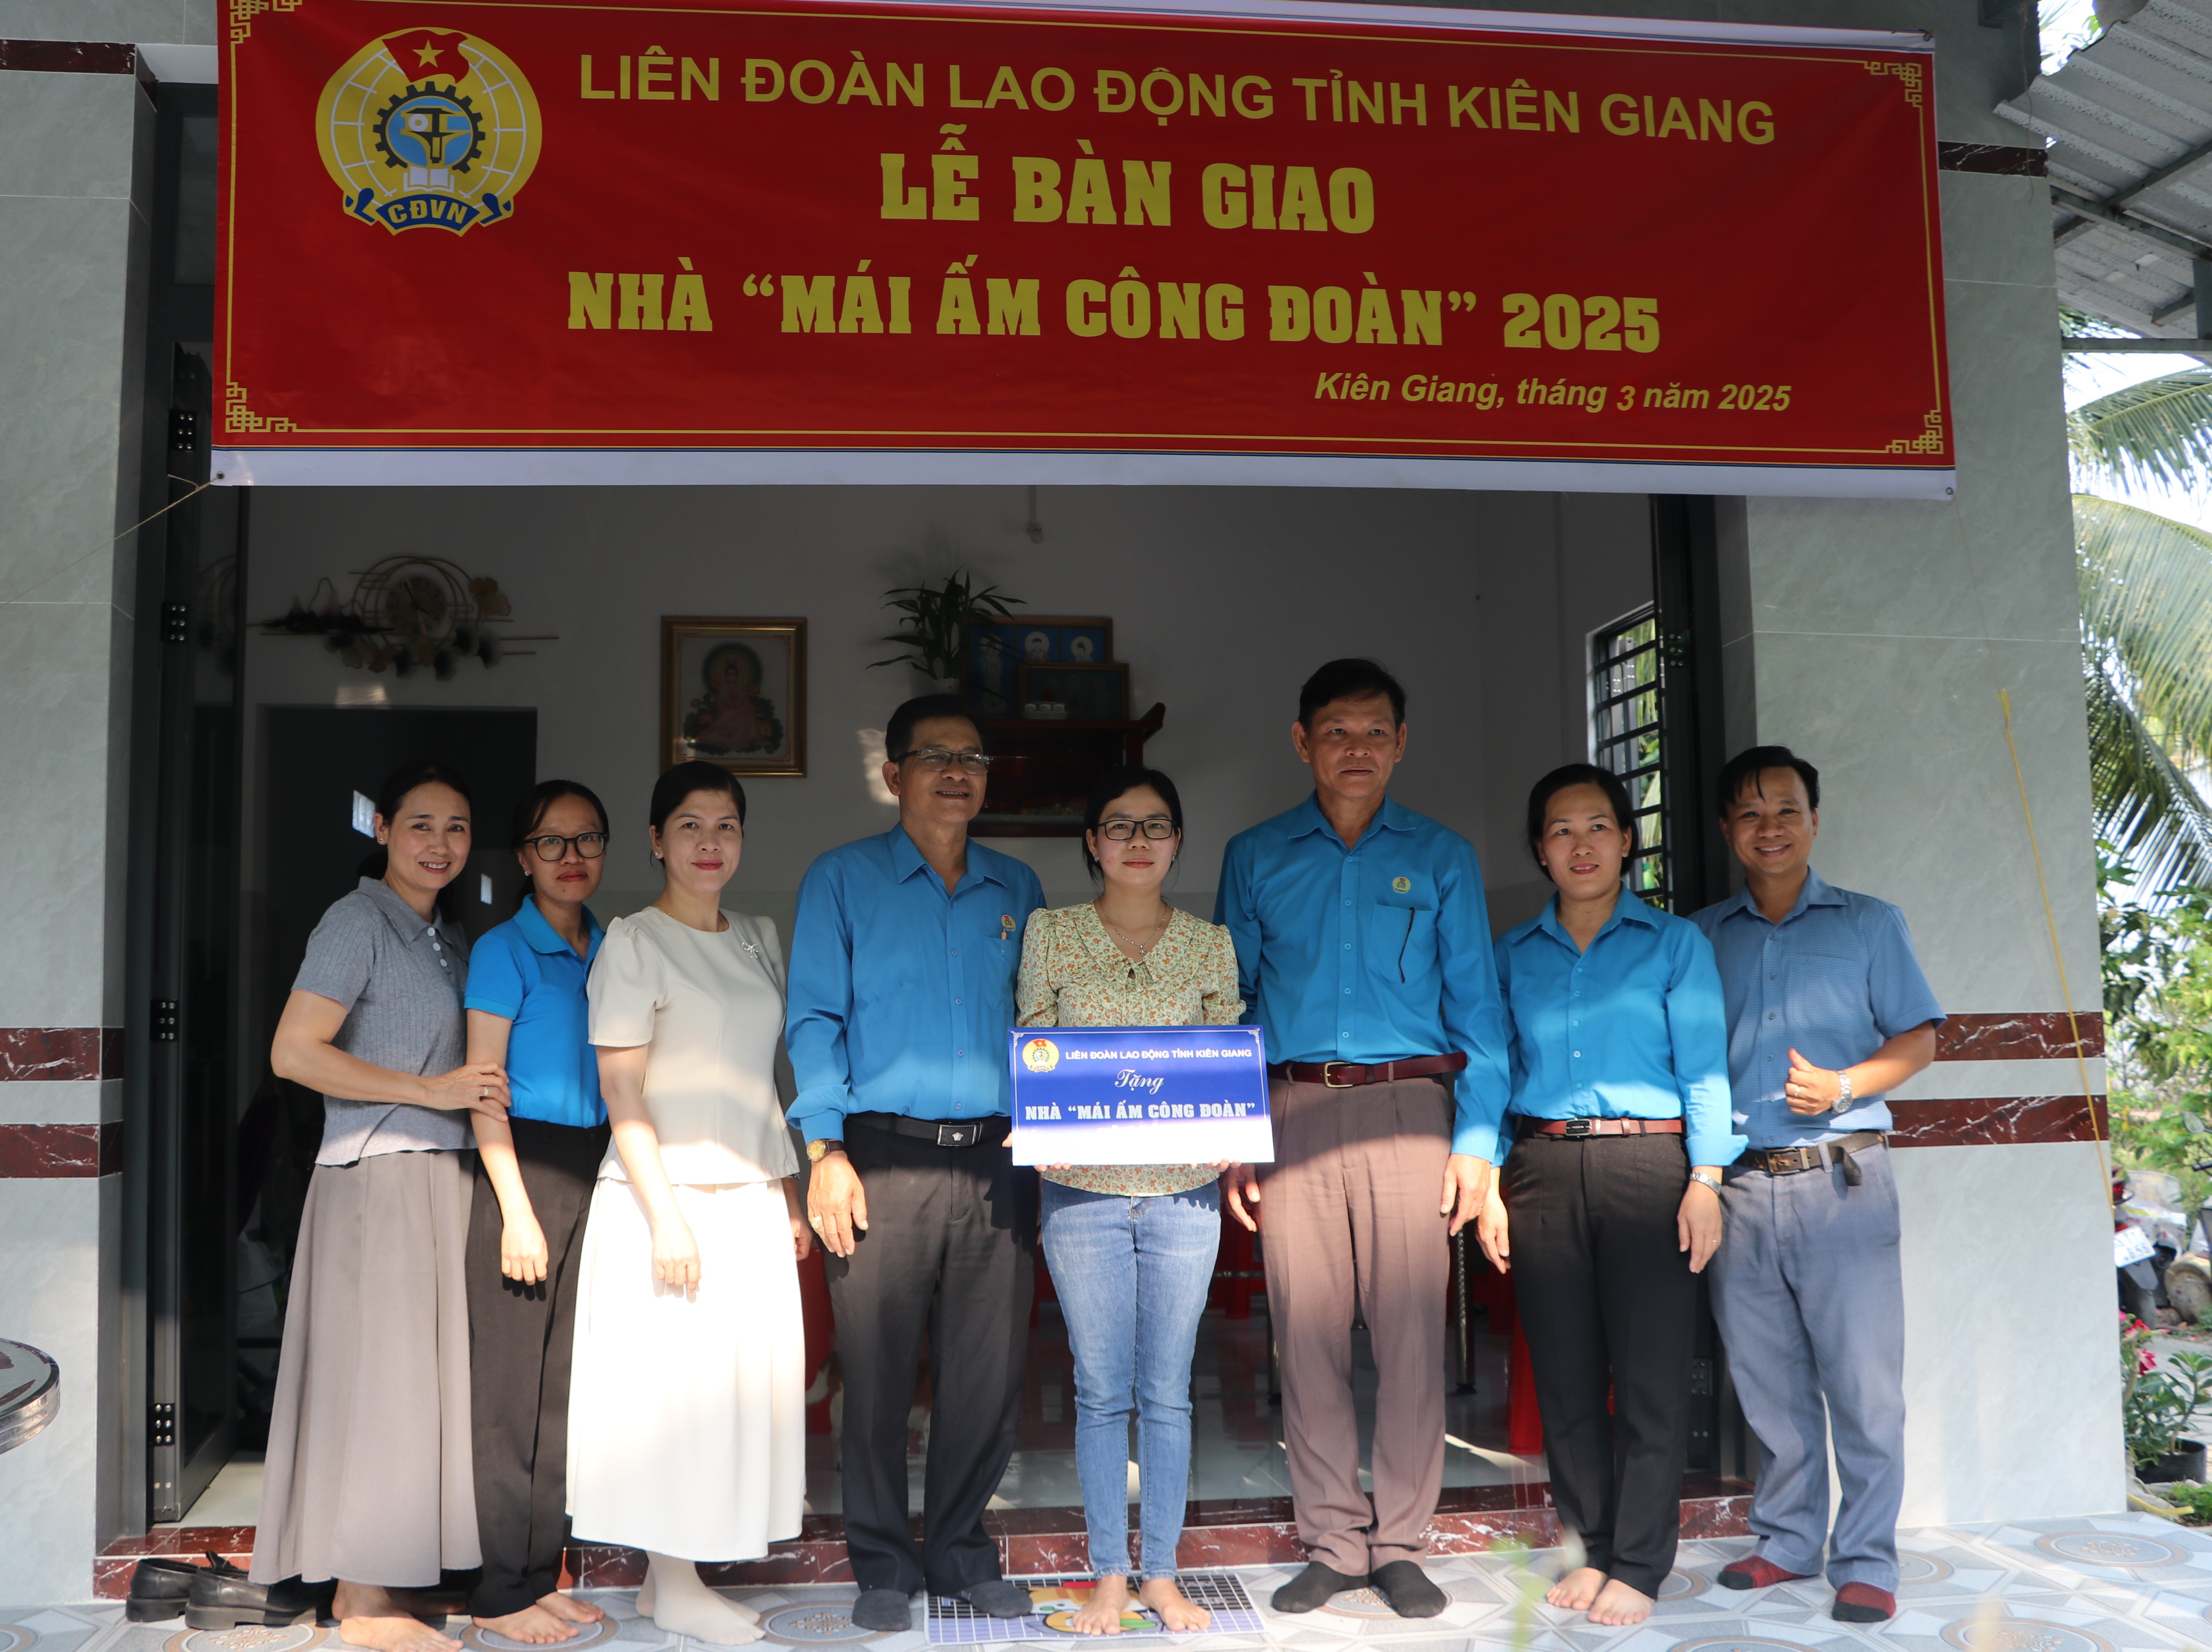 LIÊN ĐOÀN LAO ĐỘNG TỈNH KIÊN GIANG
LỄ BÀN GIAO
NHÀ “MÁI ẤM CÔNG ĐOÀN” 2025
Kiên Giang, tháng 3 năm 2025
CĐVN
LIÊN ĐOÀN LAO ĐỘNG TỈNH KIÊN GIANG
Tặng
NHÀ “MÁI ẤM CÔNG ĐOÀN”